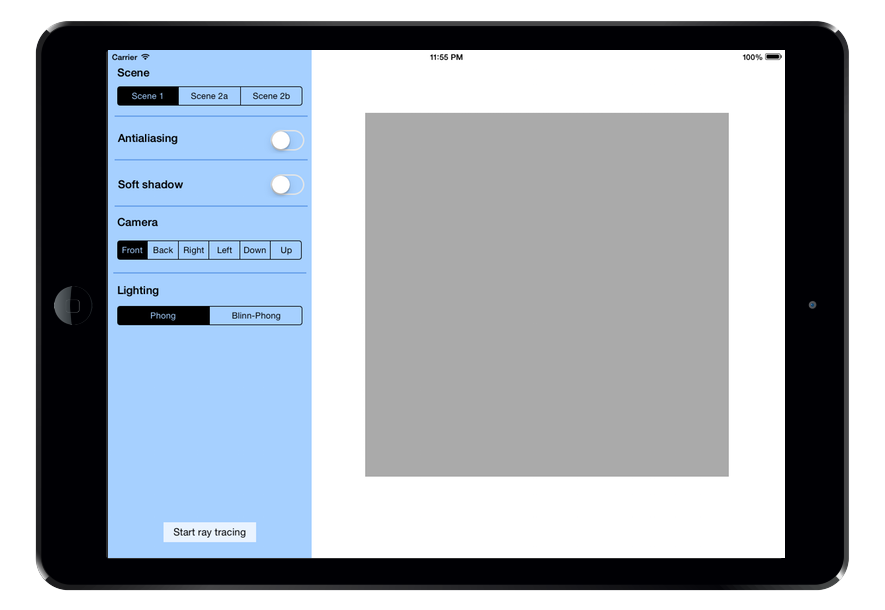 Carrier 11:55 PM 100%
Scene
Scene 1 Scene 2a Scene 2b
Antialiasing
Soft shadow
Camera
Front Back Right Left Down Up
Lighting
Phong Blinn-Phong
Start ray tracing